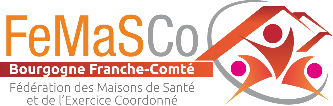 FeMaSCo
Bourgogne Franche-Comté
Fédération des Maisons de Santé
et de l'Exercice Coordonné